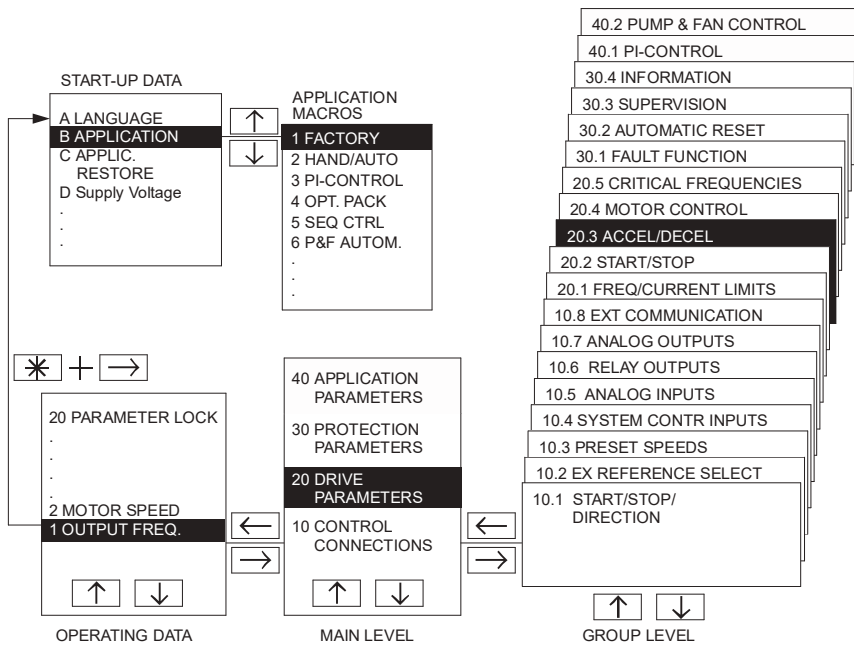 START-UP DATA
A LANGUAGE
B APPLICATION
C APPLIC.
RESTORE
D Supply Voltage
.
.
.
APPLICATION
MACROS
1 FACTORY
2 HAND/AUTO
3 PI-CONTROL
4 OPT. PACK
5 SEQ CTRL
6 P&F AUTOM.
.
.
.
40.2 PUMP & FAN CONTROL
40.1 PI-CONTROL
30.4 INFORMATION
30.3 SUPERVISION
30.2 AUTOMATIC RESET
30.1 FAULT FUNCTION
20.5 CRITICAL FREQUENCIES
20.4 MOTOR CONTROL
20.3 ACCEL/DECEL
20.2 START/STOP
20.1 FREQ/CURRENT LIMITS
10.8 EXT COMMUNICATION
10.7 ANALOG OUTPUTS
10.6 RELAY OUTPUTS
10.5 ANALOG INPUTS
10.4 SYSTEM CONTR INPUTS
10.3 PRESET SPEEDS
10.2 EX REFERENCE SELECT
10.1 START/STOP/
DIRECTION
GROUP LEVEL
20 PARAMETER LOCK
.
.
.
.
2 MOTOR SPEED
1 OUTPUT FREQ.
OPERATING DATA
40 APPLICATION
PARAMETERS
30 PROTECTION
PARAMETERS
20 DRIVE
PARAMETERS
10 CONTROL
CONNECTIONS
MAIN LEVEL